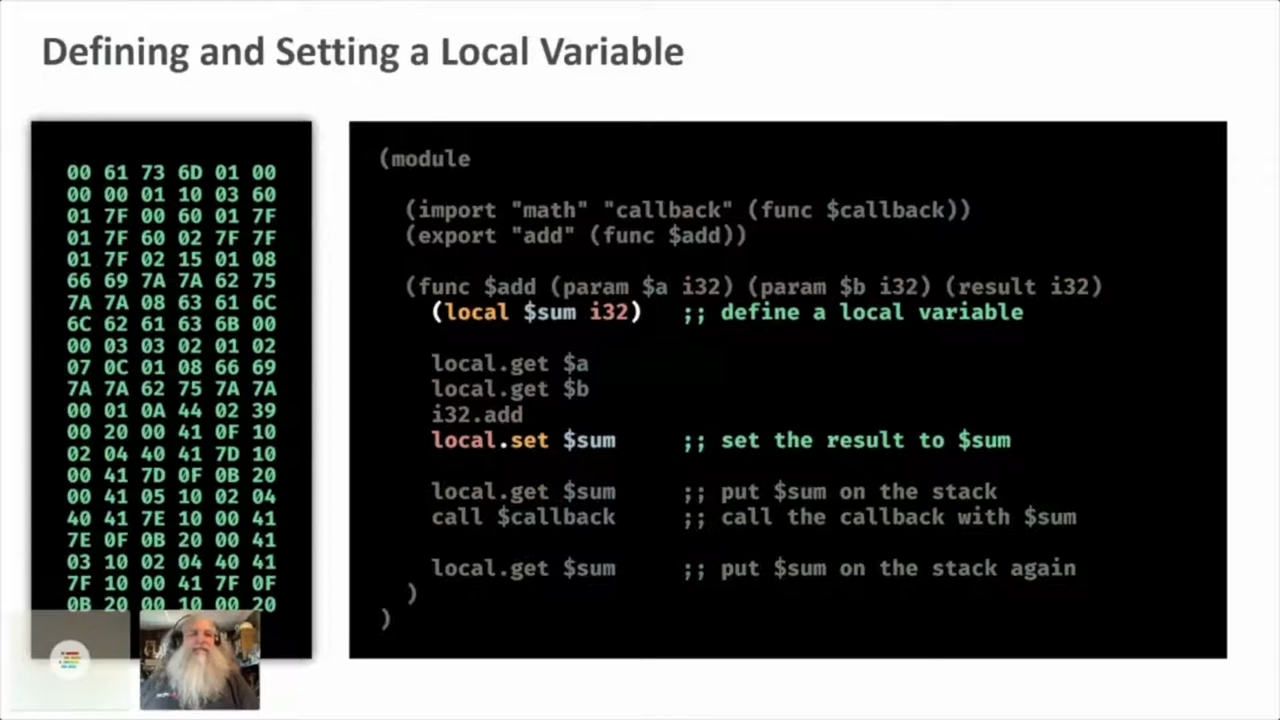 Defining and Setting a Local Variable
00 61 73 6D 01 00
00 00 01 10 03 60
01 7F 00 60 01 7F
01 7F 60 02 7F 7F
01 7F 02 15 01 08
66 69 7A 7A 62 75
7A 7A 08 63 61 6C
6C 62 61 63 6B 00
00 03 03 02 01 02
07 0C 01 08 66 69
7A 7A 62 75 7A 7A
00 01 0A 44 02 39
00 20 00 41 0F 10
02 04 40 41 7D 10
00 41 7D 0F 0B 20
00 41 05 10 02 04
40 41 7E 10 00 41
7E 0F 0B 20 00 41
03 10 02 04 40 41
7F 10 00 41 7F 0F
0B 20 00 10 00 20
(module
(import "math" "callback" (func $callback))
(export "add" (func $add))
(func $add (param $a i32) (param $b i32) (result i32)
(local $sum i32) ;; define a local variable
local.get $a
local.get $b
i32.add
local.set $sum ;; set the result to $sum
local.get $sum ;; put $sum on the stack
call $callback ;; call the callback with $sum
local.get $sum ;; put $sum on the stack again
)
)